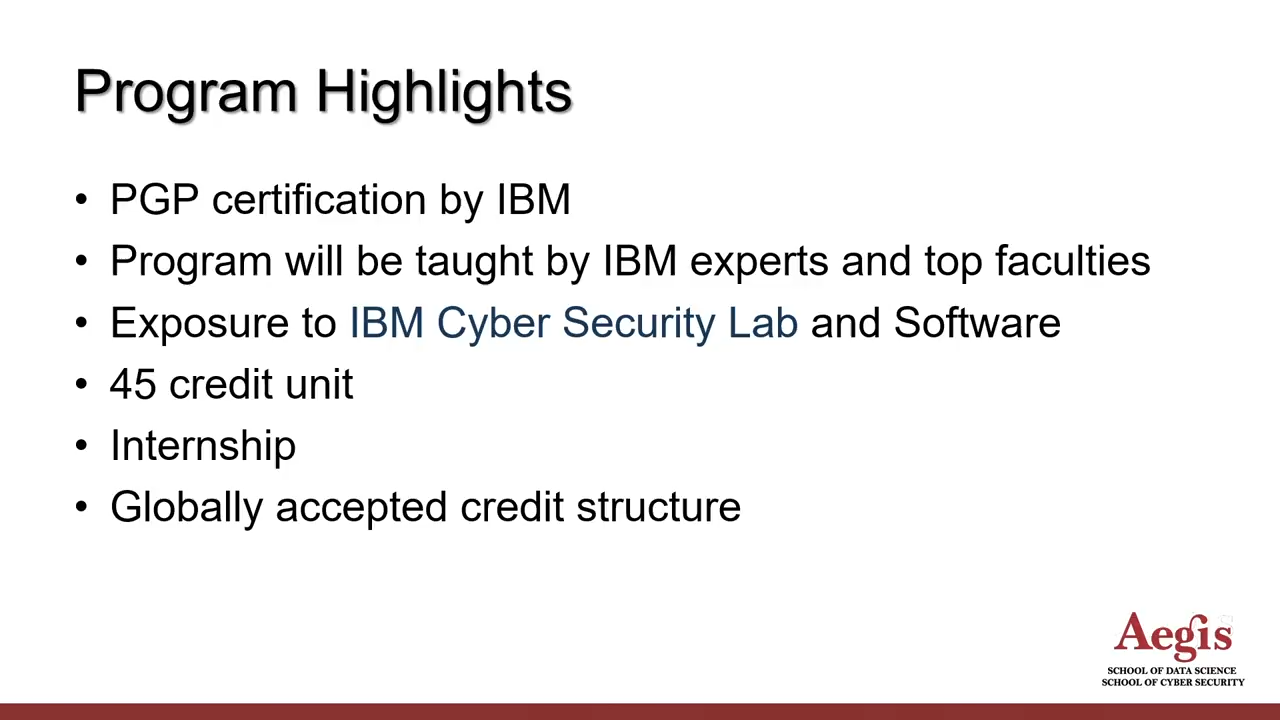 Program Highlights
• PGP certification by IBM
• Program will be taught by IBM experts and top faculties
• Exposure to IBM Cyber Security Lab and Software
• 45 credit unit
• Internship
• Globally accepted credit structure
Aegis
SCHOOL OF DATA SCIENCE
SCHOOL OF CYBER SECURITY